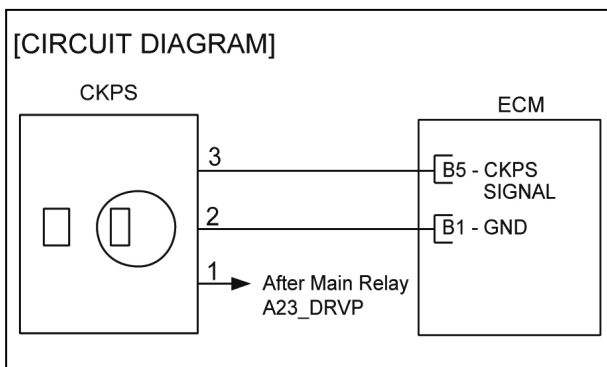 [CIRCUIT DIAGRAM]
CKPS
ECM
3
B5 - CKPS
SIGNAL
2
B1 - GND
1
After Main Relay
A23_DRVP